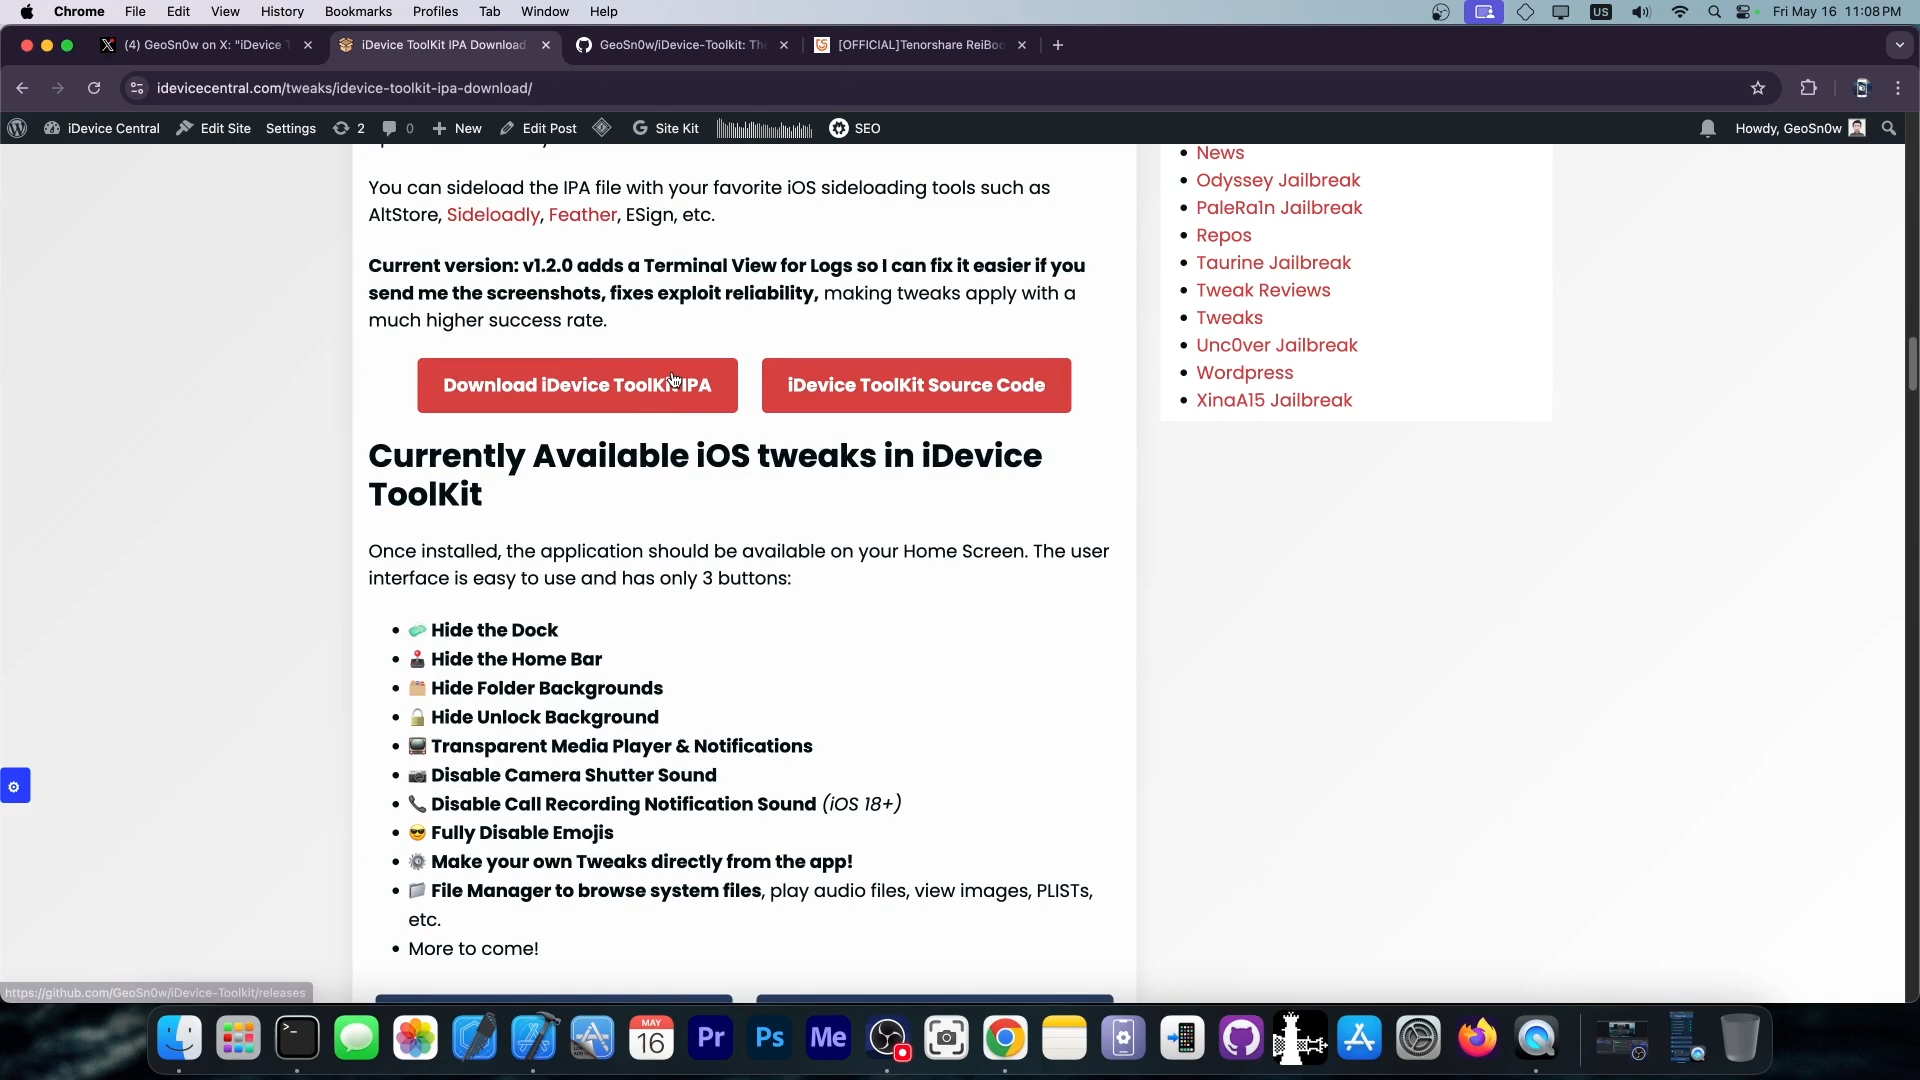 Chrome File Edit View History Bookmarks Profiles Tab Window Help US Fri May 16 11:08 PM
(4) GeoSn0w on X: "iDevice T iDevice ToolKit IPA Download GeoSn0w/iDevice-Toolkit: Th [OFFICIAL]Tenorshare ReiBoo
idevicecentral.com/tweaks/idevice-toolkit-ipa-download/
iDevice Central Edit Site Settings 2 0 New Edit Post Site Kit SEO Howdy, GeoSn0w
You can sideload the IPA file with your favorite iOS sideloading tools such as
AltStore, Sideloadly, Feather, ESign, etc.
Current version: v1.2.0 adds a Terminal View for Logs so I can fix it easier if you
send me the screenshots, fixes exploit reliability, making tweaks apply with a
much higher success rate.
Download iDevice ToolKit IPA
iDevice ToolKit Source Code
Currently Available iOS tweaks in iDevice
ToolKit
Once installed, the application should be available on your Home Screen. The user
interface is easy to use and has only 3 buttons:
Hide the Dock
Hide the Home Bar
Hide Folder Backgrounds
Hide Unlock Background
Transparent Media Player & Notifications
Disable Camera Shutter Sound
Disable Call Recording Notification Sound (iOS 18+)
Fully Disable Emojis
Make your own Tweaks directly from the app!
File Manager to browse system files, play audio files, view images, PLISTs,
etc.
More to come!
News
Odyssey Jailbreak
PaleRa1n Jailbreak
Repos
Taurine Jailbreak
Tweak Reviews
Tweaks
Unc0ver Jailbreak
Wordpress
XinaA15 Jailbreak
https://github.com/GeoSn0w/iDevice-Toolkit/releases
MAY
16
Pr
Ps
Me